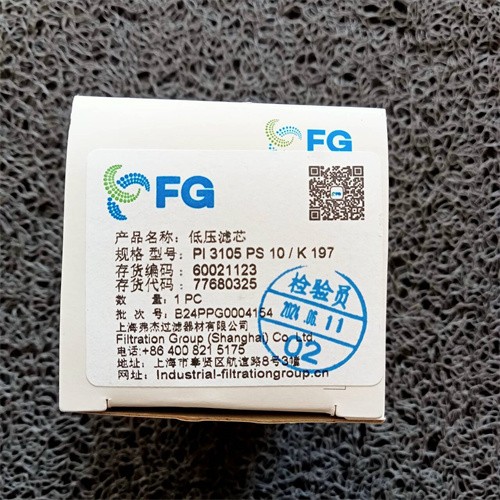 FG
FG
产品名称: 低压滤芯
规格 型号: PI 3105 PS 10 / K 197
存货编码: 60021123
存货代码: 77680325
数 量: 1 PC
批 次 号: B24PPG0004154
上海弗杰过滤器材有限公司
Filtration Group (Shanghai) Co.,Ltd.
电话:+86 400 821 5175
地址: 上海市奉贤区航谊路8号3幢
网址: Industrial-filtrationgroup.cn
检验员
2024.06.11
02